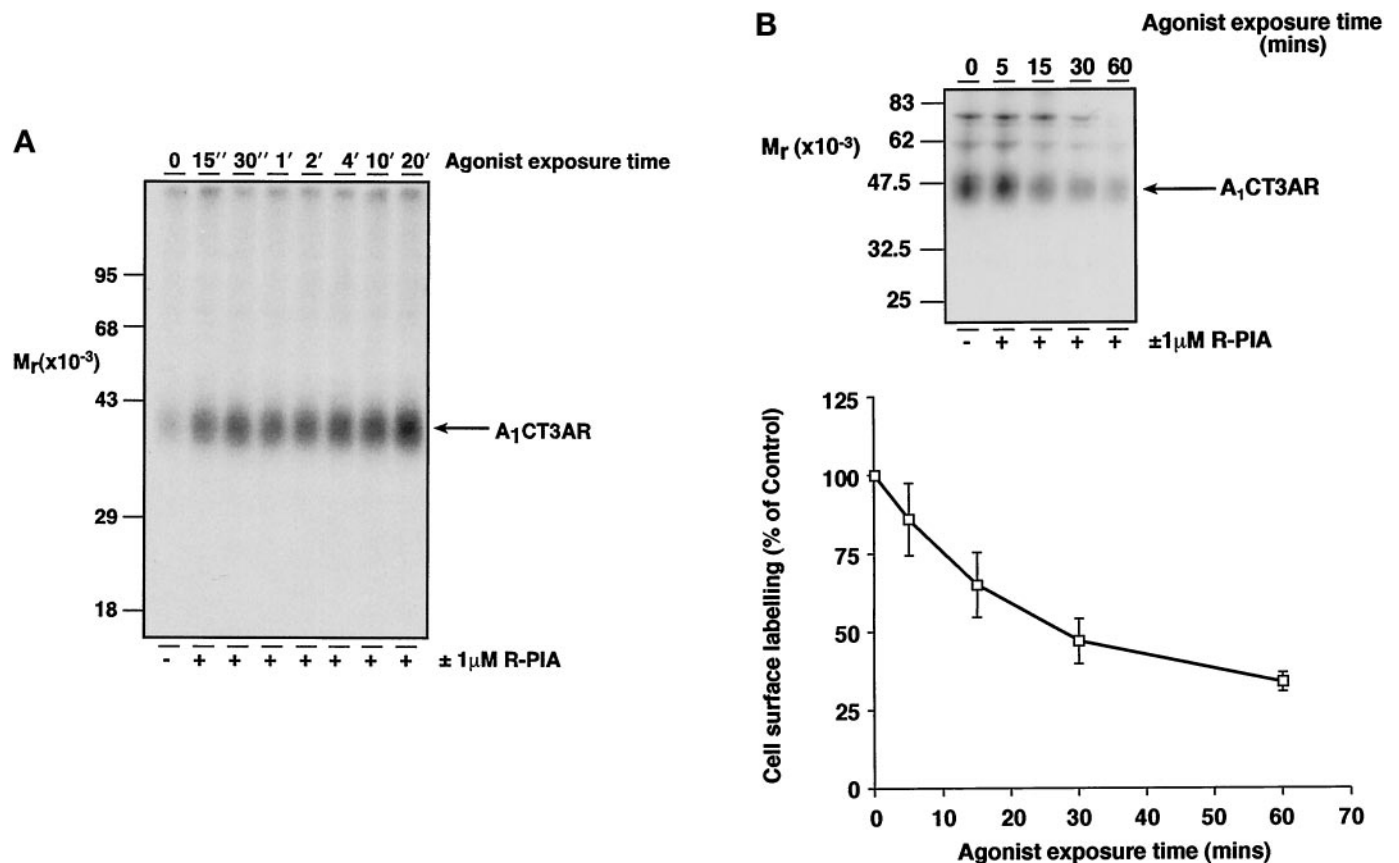 A
0 15'' 30'' 1' 2' 4' 10' 20' Agonist exposure time
95
68
Mr(x10-3)
43
A1CT3AR
29
18
- + + + + + + + ± 1μM R-PIA
B
Agonist exposure time
(mins)
0 5 15 30 60
83
Mr (x10-3)
62
47.5
A1CT3AR
32.5
25
- + + + + ±1μM R-PIA
Cell surface labelling (% of Control)
125
100
75
50
25
0
0 10 20 30 40 50 60 70
Agonist exposure time (mins)